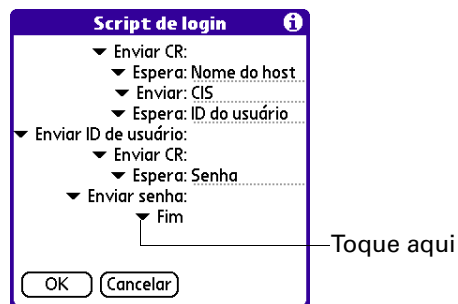 Script de login
Enviar CR:
Espera: Nome do host
Enviar: CIS
Espera: ID do usuário
Enviar ID de usuário:
Enviar CR:
Espera: Senha
Enviar senha:
Fim
Toque aqui
OK Cancelar